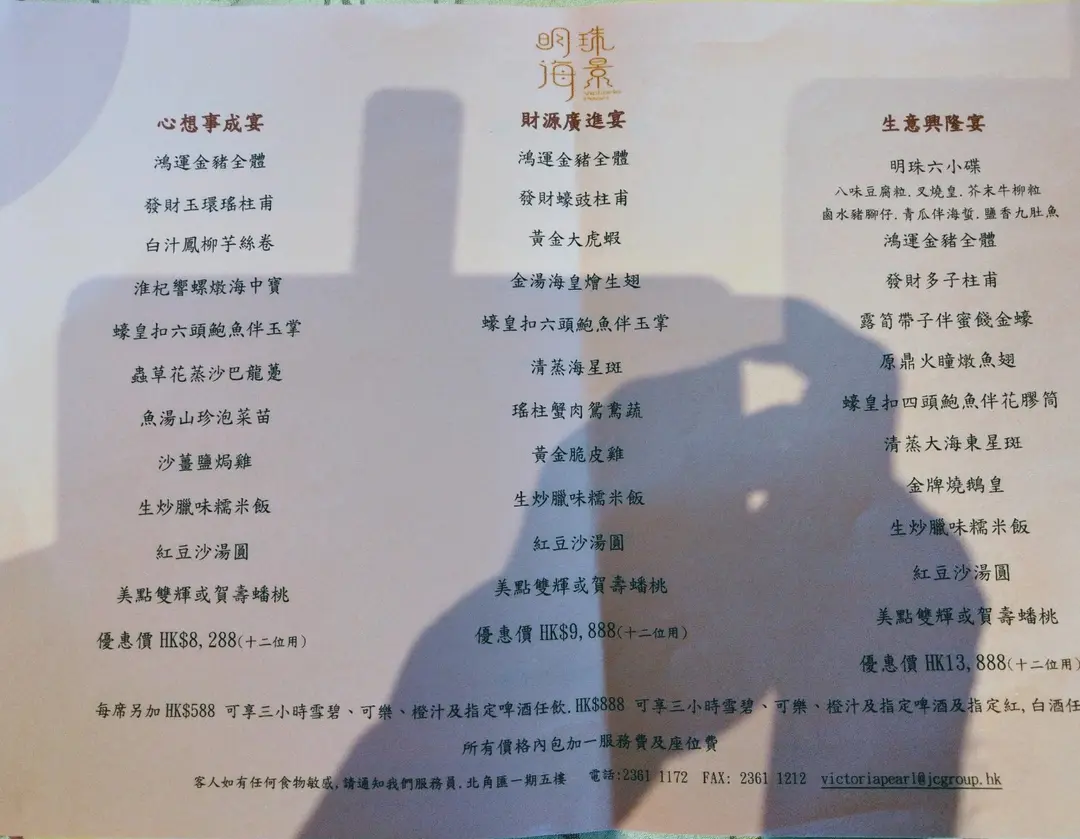 明珠
海景
心想事成宴
鴻運金豬全體
發財玉環瑤柱甫
白汁鳳柳芋絲卷
淮杞響螺燉海中寶
蠔皇扣六頭鮑魚伴玉掌
蟲草花蒸沙巴龍躉
魚湯山珍泡菜苗
沙薑鹽焗雞
生炒臘味糯米飯
紅豆沙湯圓
美點雙輝或賀壽蟠桃
優惠價 HK$8,288(十二位用)
財源廣進宴
鴻運金豬全體
發財蠔豉柱甫
黃金大虎蝦
金湯海皇燴生翅
蠔皇扣六頭鮑魚伴玉掌
清蒸海星斑
瑤柱蟹肉鴛鴦蔬
黃金脆皮雞
生炒臘味糯米飯
紅豆沙湯圓
美點雙輝或賀壽蟠桃
優惠價 HK$9,888(十二位用)
生意興隆宴
明珠六小碟
八味豆腐粒.叉燒皇.芥末牛柳粒
鹵水豬腳仔.青瓜伴海蜇.鹽香九肚魚
鴻運金豬全體
發財多子柱甫
露筍帶子伴蜜餞金蠔
原鼎火瞳燉魚翅
蠔皇扣四頭鮑魚伴花膠筒
清蒸大海東星斑
金牌燒鵝皇
生炒臘味糯米飯
紅豆沙湯圓
美點雙輝或賀壽蟠桃
優惠價 HK13,888(十二位用)
每席另加 HK$588 可享三小時雪碧、可樂、橙汁及指定啤酒任飲.HK$888 可享三小時雪碧、可樂、橙汁及指定啤酒及指定紅,白酒任
所有價格內包加一服務費及座位費
客人如有任何食物敏感,請通知我們服務員.北角匯一期五樓 電話:2361 1172 FAX: 2361 1212 victoriapearl@jcgroup.hk